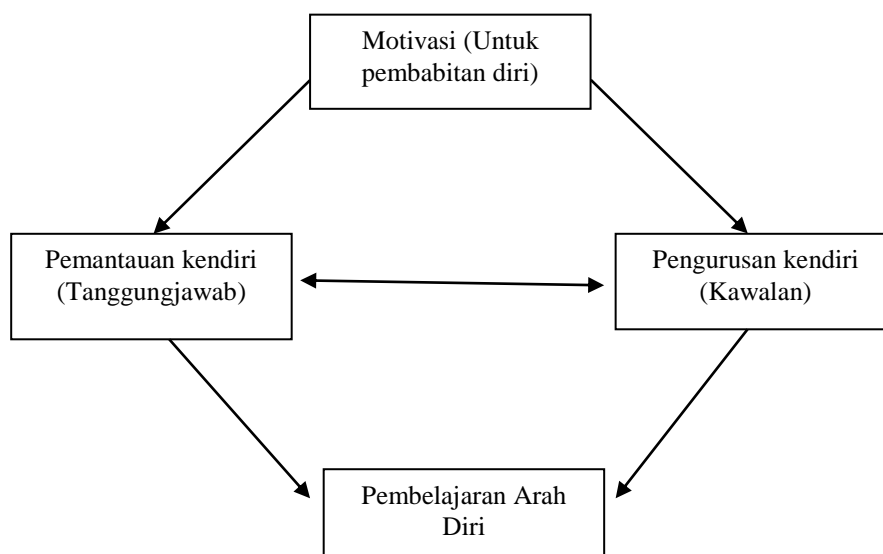 Motivasi (Untuk
pembabitan diri)
Pemantauan kendiri
(Tanggungjawab)
Pengurusan kendiri
(Kawalan)
Pembelajaran Arah
Diri